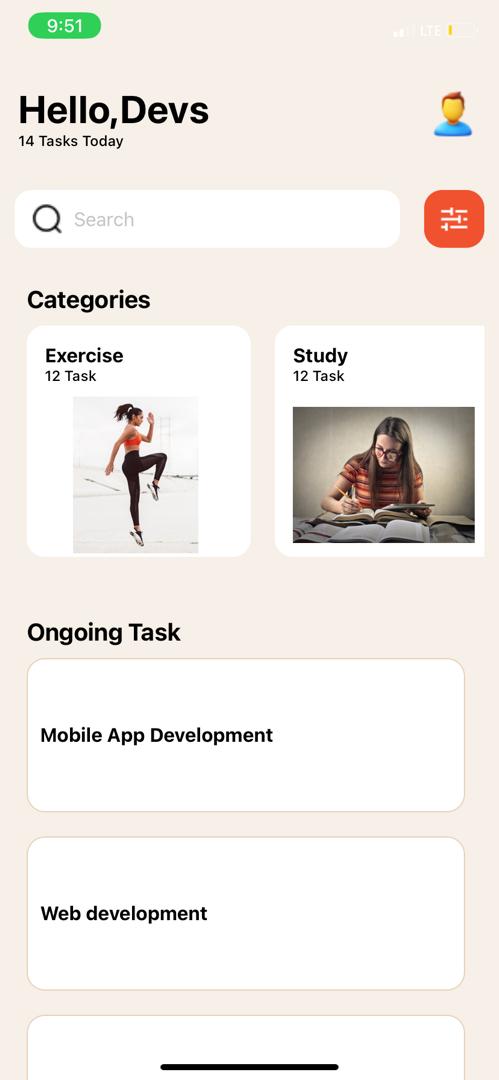 9:51
LTE
Hello,Devs
14 Tasks Today
Search
Categories
Exercise
12 Task
Study
12 Task
Ongoing Task
Mobile App Development
Web development